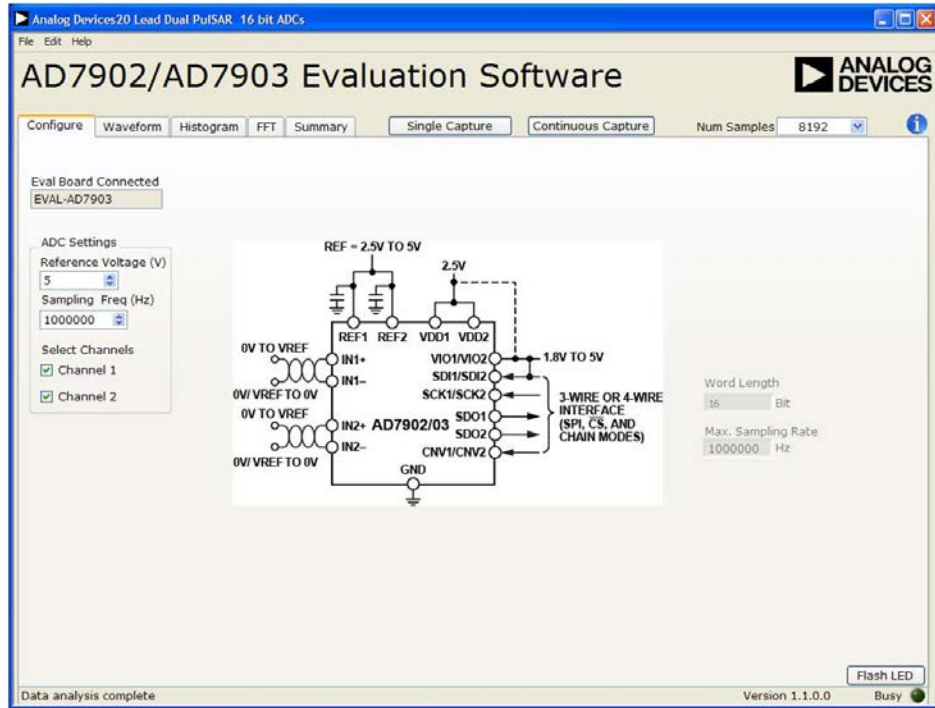 Analog Devices20 Lead Dual PulSAR 16 bit ADCs
File Edit Help
AD7902/AD7903 Evaluation Software
ANALOG
DEVICES
Configure Waveform Histogram FFT Summary Single Capture Continuous Capture Num Samples 8192 i
Eval Board Connected
EVAL-AD7903
ADC Settings
Reference Voltage (V)
5
Sampling Freq (Hz)
1000000
Select Channels
Channel 1
Channel 2
REF = 2.5V TO 5V
2.5V
REF1 REF2 VDD1 VDD2
0V TO VREF
IN1+
IN1–
0V/ VREF TO 0V
0V TO VREF
IN2+
IN2–
0V/ VREF TO 0V
AD7902/03
GND
VIO1/VIO2
SDI1/SDI2
SCK1/SCK2
SDO1
SDO2
CNV1/CNV2
1.8V TO 5V
3-WIRE OR 4-WIRE
INTERFACE
(SPI, CS, AND
CHAIN MODES)
Word Length
16 Bit
Max. Sampling Rate
1000000 Hz
Flash LED
Data analysis complete Version 1.1.0.0 Busy